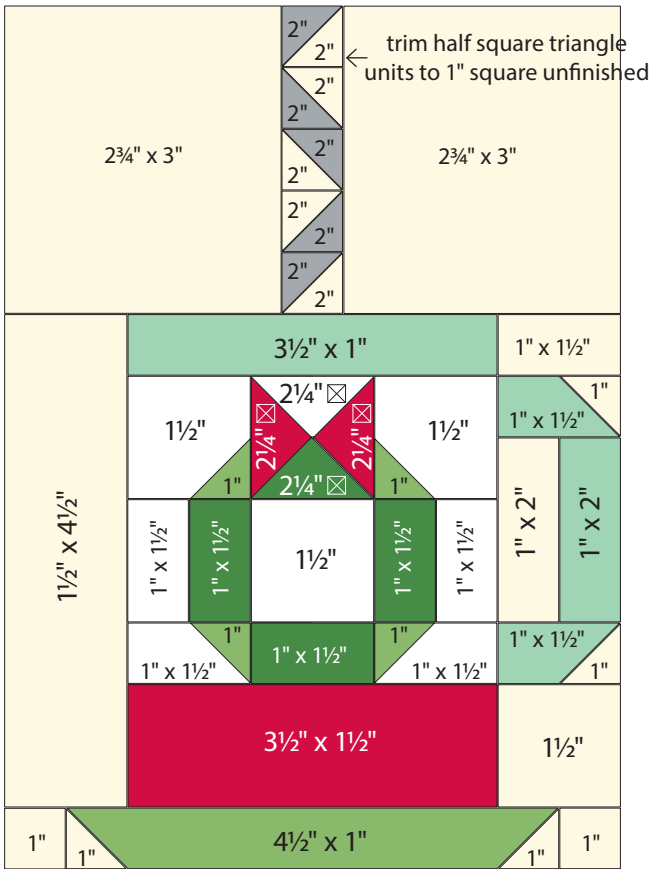 2"
2"
trim half square triangle
units to 1" square unfinished
2"
2"
2¾" x 3"
2"
2"
2¾" x 3"
2"
2"
2"
2"
3½" x 1"
1" x 1½"
1½"
2¼" ☒
2¼" ☒
2¼" ☒
2¼" ☒
1½"
1"
1" x 1½"
1"
1"
1½" x 4½"
1" x 1½"
1" x 1½"
1½"
1" x 1½"
1" x 1½"
1" x 2"
1" x 2"
1"
1" x 1½"
1"
1" x 1½"
1" x 1½"
1" x 1½"
1"
3½" x 1½"
1½"
1"
1"
4½" x 1"
1"
1"